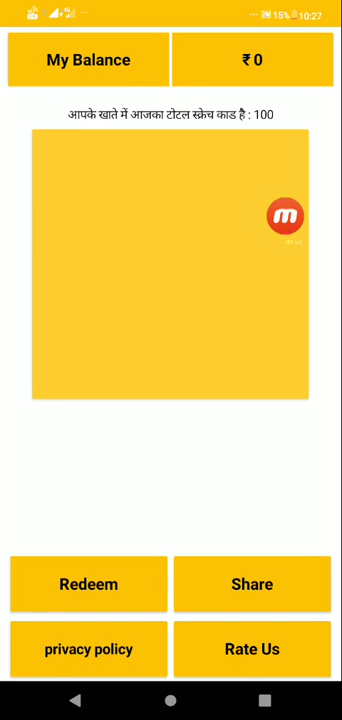 15% 10:27
My Balance
₹ 0
आपके खाते में आजका टोटल स्क्रेच काड है : 100
m
Redeem
Share
privacy policy
Rate Us